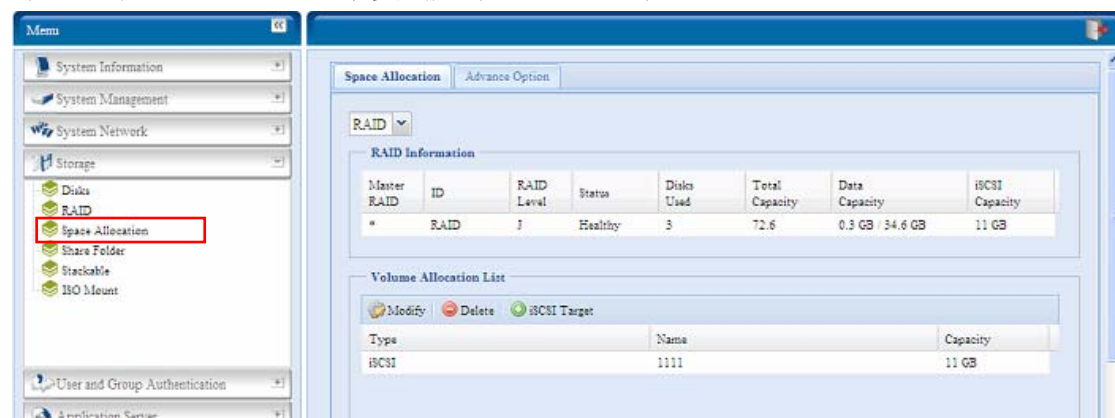 Menu
System Information
System Management
System Network
Storage
Disks
RAID
Space Allocation
Share Folder
Stackable
ISO Mount
User and Group Authentication
Application Server
Space Allocation Advance Option
RAID
RAID Information
Master RAID ID RAID Level Status Disks Used Total Capacity Data Capacity iSCSI Capacity
* RAID J Healthy 3 72.6 0.3 GB / 34.6 GB 11 GB
Volume Allocation List
Modify Delete iSCSI Target
Type Name Capacity
iSCSI 1111 11 GB